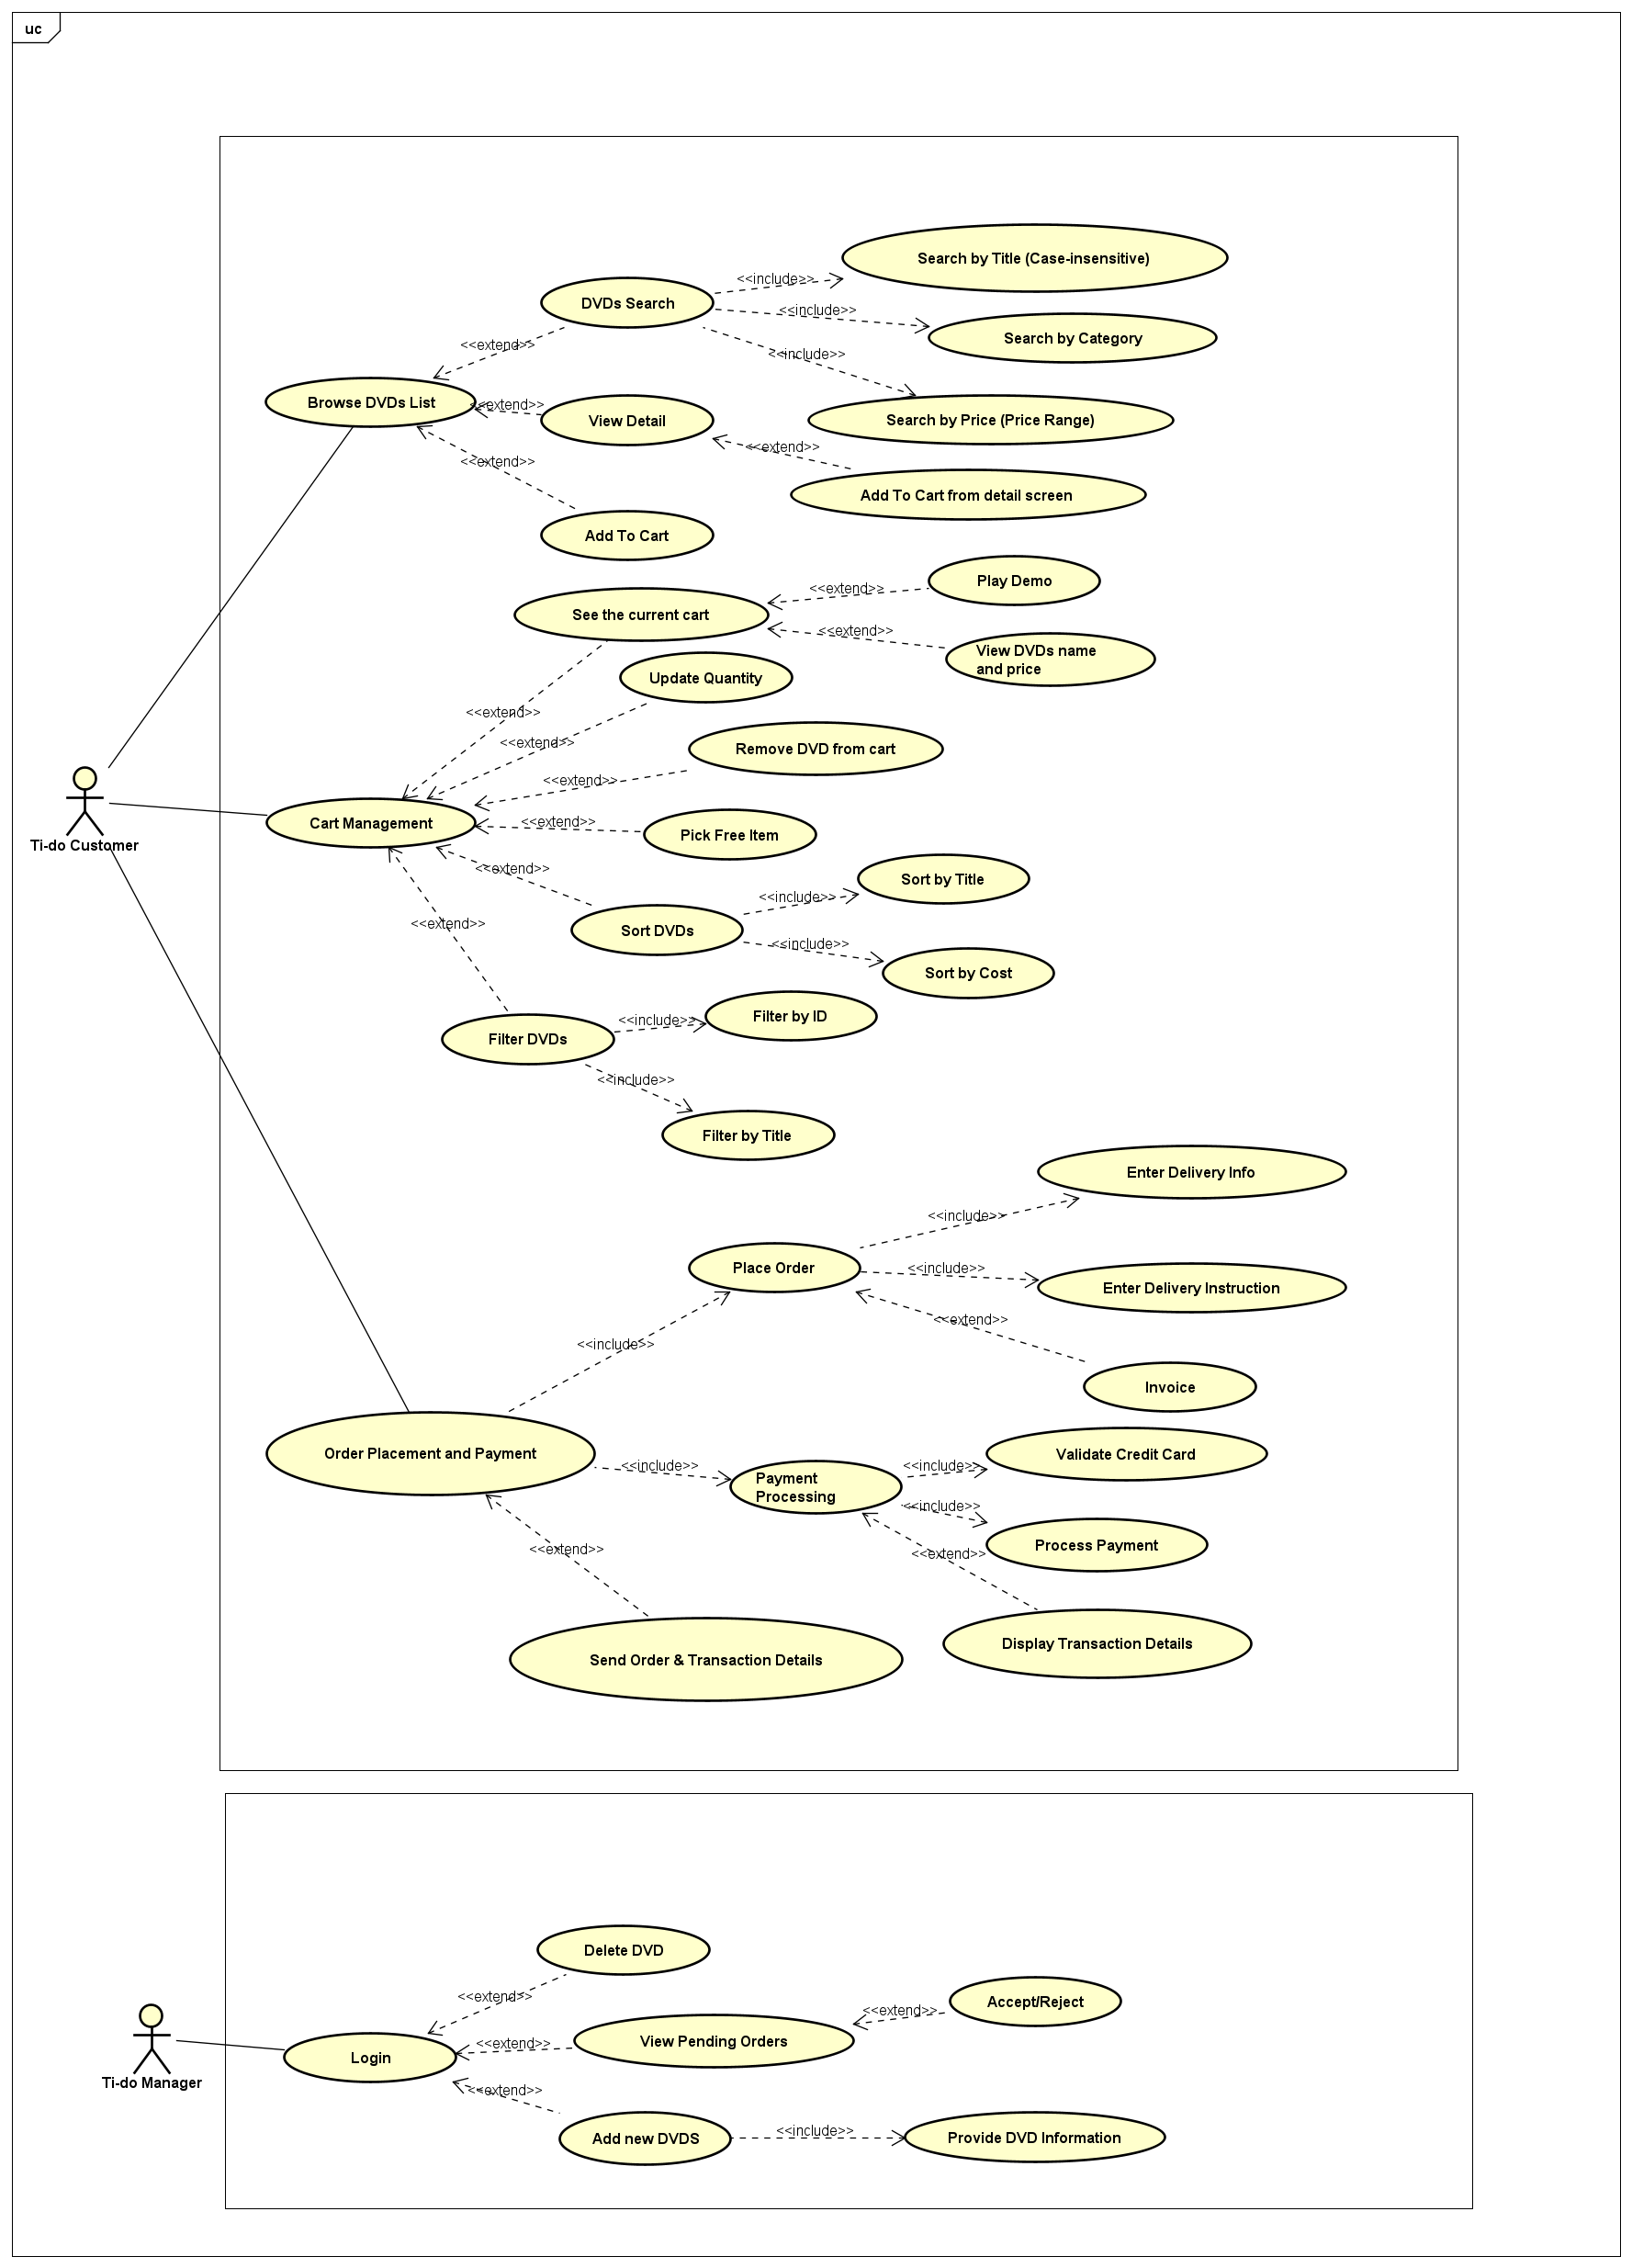 uc
Search by Title (Case-insensitive)
<<include>>
DVDs Search
<<include>>
Search by Category
<<extend>>
<<include>>
Browse DVDs List
<<extend>>
View Detail
Search by Price (Price Range)
<<extend>>
<<extend>>
Add To Cart from detail screen
Add To Cart
Play Demo
<<extend>>
See the current cart
<<extend>>
View DVDs name
and price
Update Quantity
<<extend>>
<<extend>>
Remove DVD from cart
<<extend>>
Cart Management
<<extend>>
Pick Free Item
Ti-do Customer
<<extend>>
Sort by Title
<<include>>
<<extend>>
Sort DVDs
<<include>>
Sort by Cost
Filter by ID
<<include>>
Filter DVDs
<<include>>
Filter by Title
Enter Delivery Info
<<include>>
Place Order
<<include>>
Enter Delivery Instruction
<<extend>>
<<include>>
Invoice
Order Placement and Payment
<<include>>
Payment
Processing
<<include>>
Validate Credit Card
<<include>>
Process Payment
<<extend>>
<<extend>>
Display Transaction Details
Send Order & Transaction Details
Delete DVD
<<extend>>
Accept/Reject
<<extend>>
View Pending Orders
<<extend>>
Login
Ti-do Manager
<<extend>>
Add new DVDS
<<include>>
Provide DVD Information